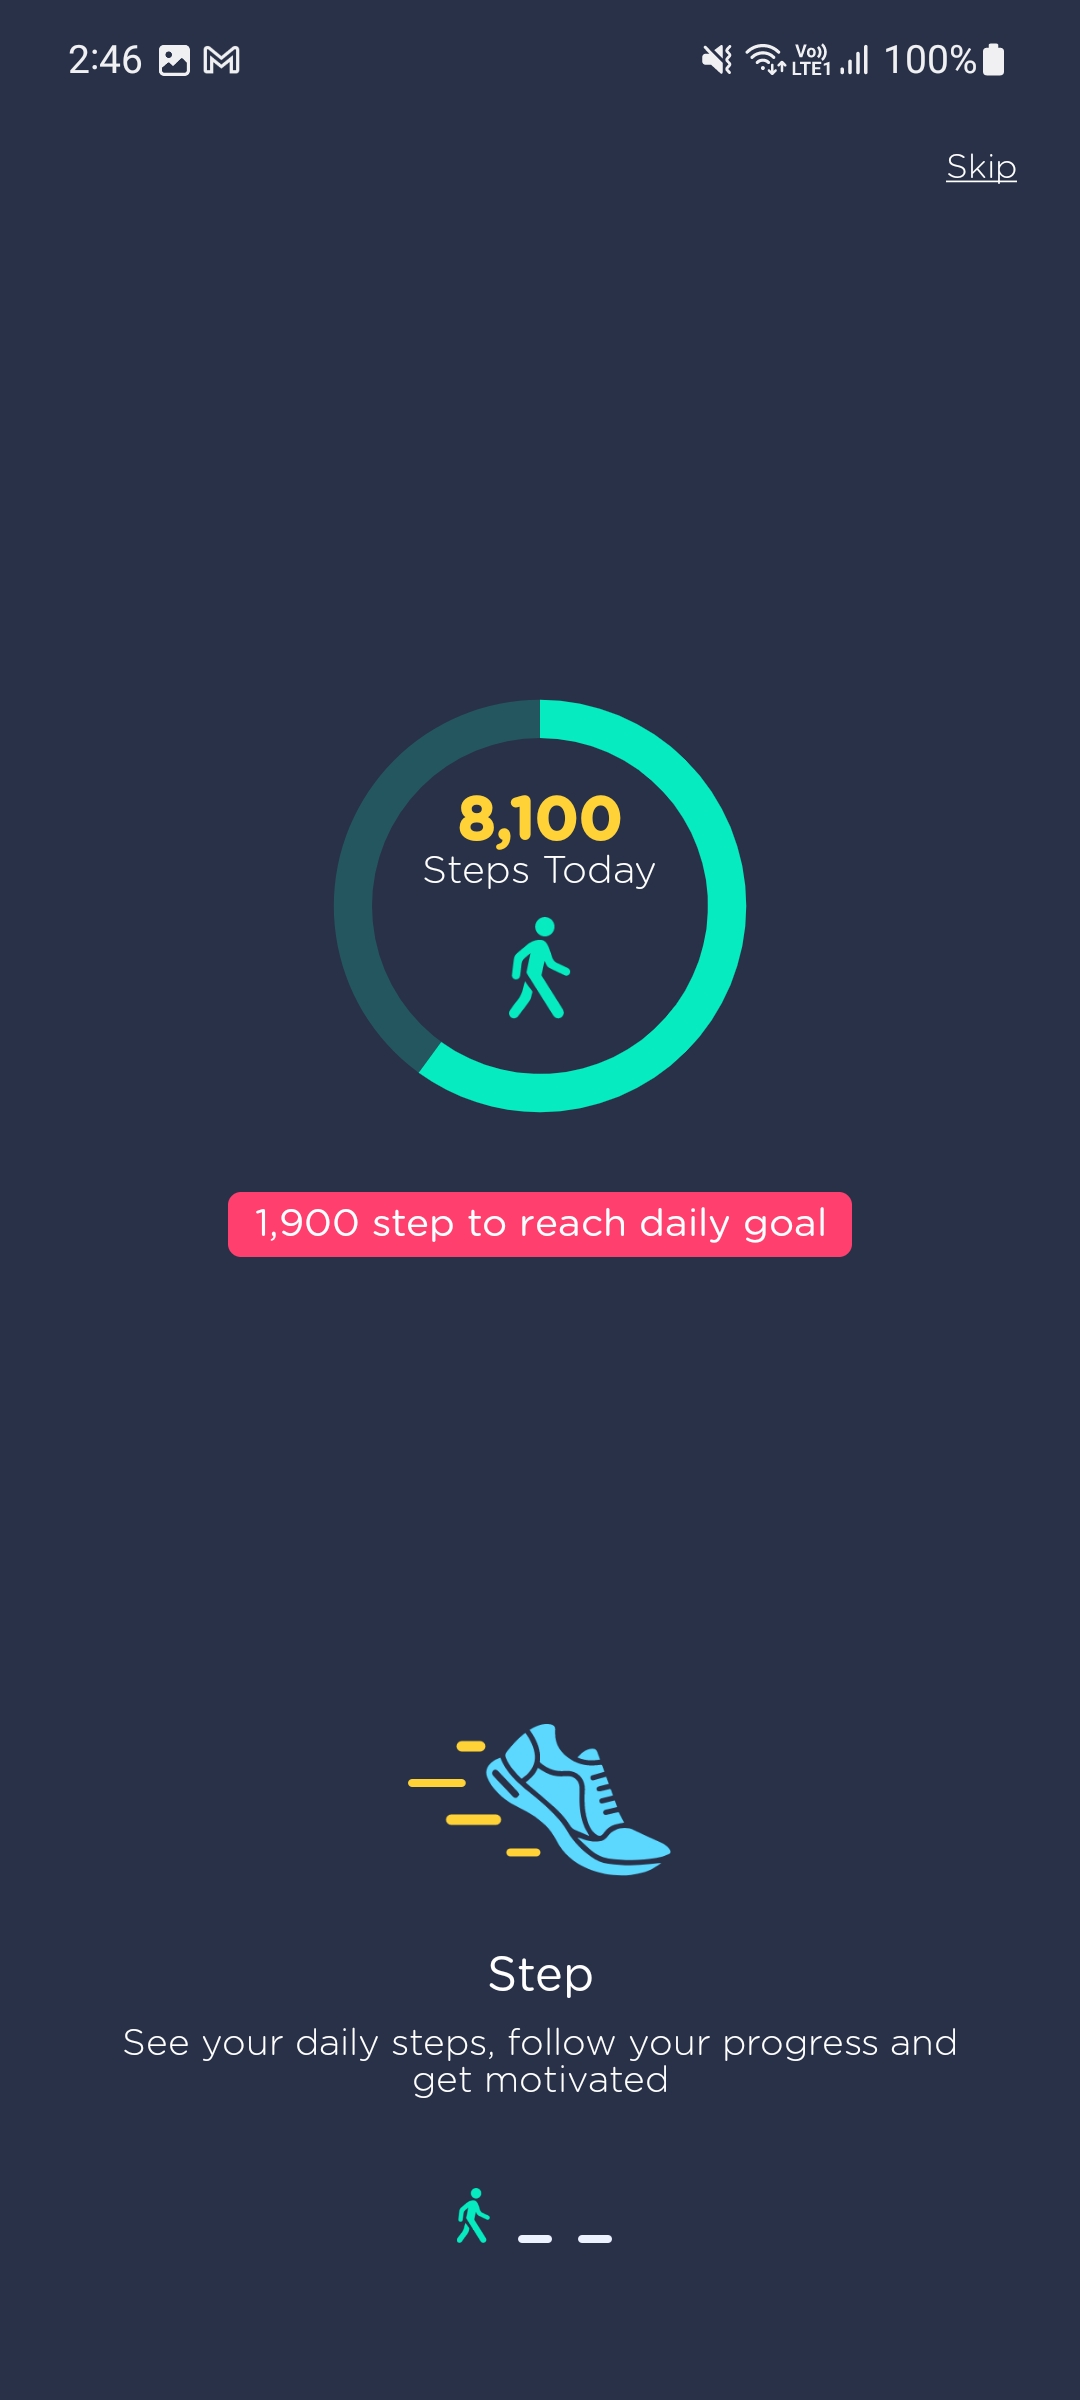 2:46
Vo)) LTE1 100%
Skip
8,100
Steps Today
1,900 step to reach daily goal
Step
See your daily steps, follow your progress and
get motivated